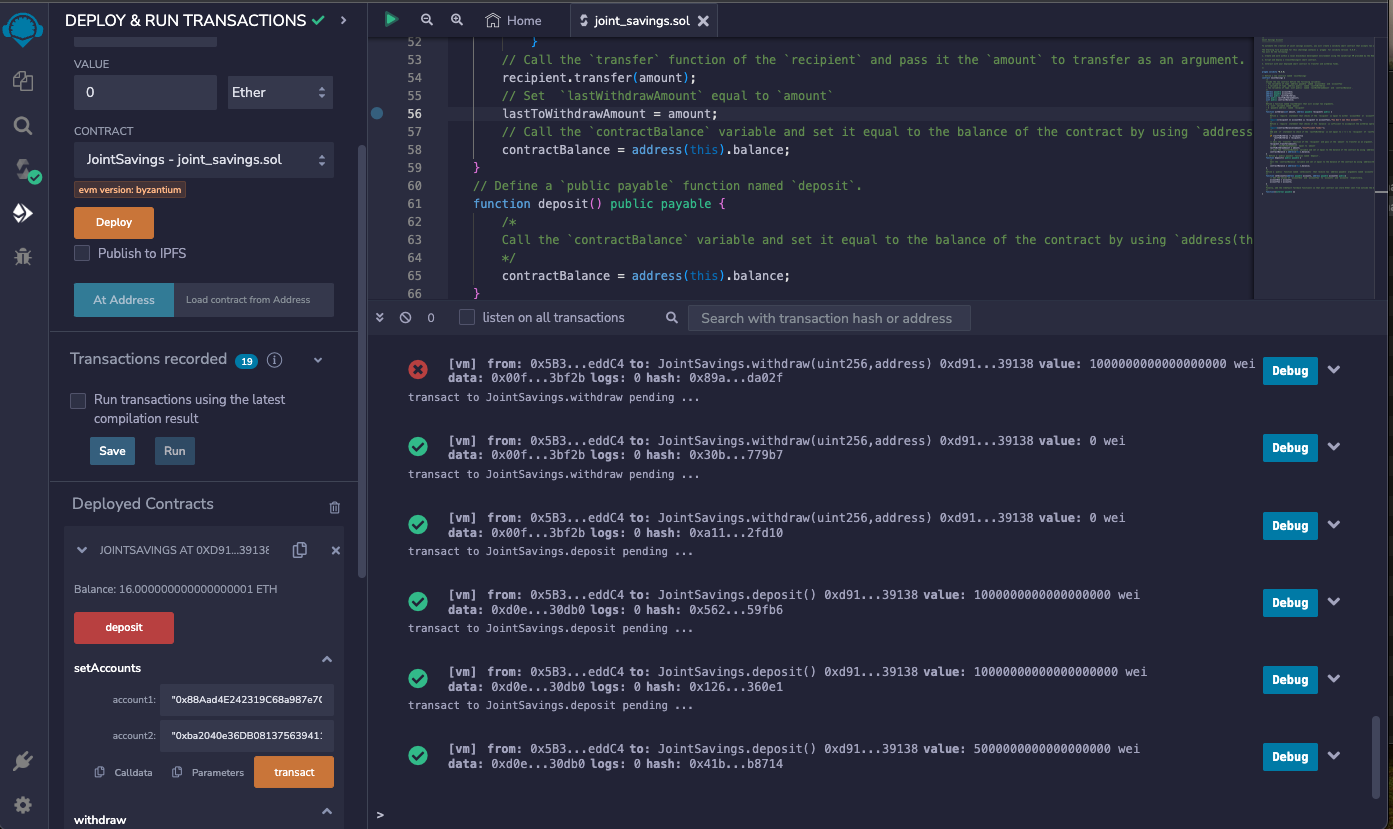 DEPLOY & RUN TRANSACTIONS
VALUE
0
Ether
CONTRACT
JointSavings - joint_savings.sol
evm version: byzantium
Deploy
Publish to IPFS
At Address
Load contract from Address
Transactions recorded 19 i
Run transactions using the latest
compilation result
Save
Run
Deployed Contracts
JOINTSAVINGS AT 0XD91...39138
Balance: 16.000000000000000001 ETH
deposit
setAccounts
account1: "0x88Aad4E242319C68a987e7C
account2: "0xba2040e36DB08137563941:
Calldata
Parameters
transact
withdraw
Home
joint_savings.sol
52 }
53 // Call the `transfer` function of the `recipient` and pass it the `amount` to transfer as an argument.
54 recipient.transfer(amount);
55 // Set  `lastWithdrawAmount` equal to `amount`
56 lastToWithdrawAmount = amount;
57 // Call the `contractBalance` variable and set it equal to the balance of the contract by using `address
58 contractBalance = address(this).balance;
59 }
60 // Define a `public payable` function named `deposit`.
61 function deposit() public payable {
62 /*
63 Call the `contractBalance` variable and set it equal to the balance of the contract by using `address(th
64 */
65 contractBalance = address(this).balance;
66 }
0
listen on all transactions
Search with transaction hash or address
[vm] from: 0x5B3...eddC4 to: JointSavings.withdraw(uint256,address) 0xd91...39138 value: 1000000000000000000 wei
data: 0x00f...3bf2b logs: 0 hash: 0x89a...da02f
Debug
transact to JointSavings.withdraw pending ...
[vm] from: 0x5B3...eddC4 to: JointSavings.withdraw(uint256,address) 0xd91...39138 value: 0 wei
data: 0x00f...3bf2b logs: 0 hash: 0x30b...779b7
Debug
transact to JointSavings.withdraw pending ...
[vm] from: 0x5B3...eddC4 to: JointSavings.withdraw(uint256,address) 0xd91...39138 value: 0 wei
data: 0x00f...3bf2b logs: 0 hash: 0xa11...2fd10
Debug
transact to JointSavings.deposit pending ...
[vm] from: 0x5B3...eddC4 to: JointSavings.deposit() 0xd91...39138 value: 1000000000000000000 wei
data: 0xd0e...30db0 logs: 0 hash: 0x562...59fb6
Debug
transact to JointSavings.deposit pending ...
[vm] from: 0x5B3...eddC4 to: JointSavings.deposit() 0xd91...39138 value: 10000000000000000000 wei
data: 0xd0e...30db0 logs: 0 hash: 0x126...360e1
Debug
transact to JointSavings.deposit pending ...
[vm] from: 0x5B3...eddC4 to: JointSavings.deposit() 0xd91...39138 value: 5000000000000000000 wei
data: 0xd0e...30db0 logs: 0 hash: 0x41b...b8714
Debug
>